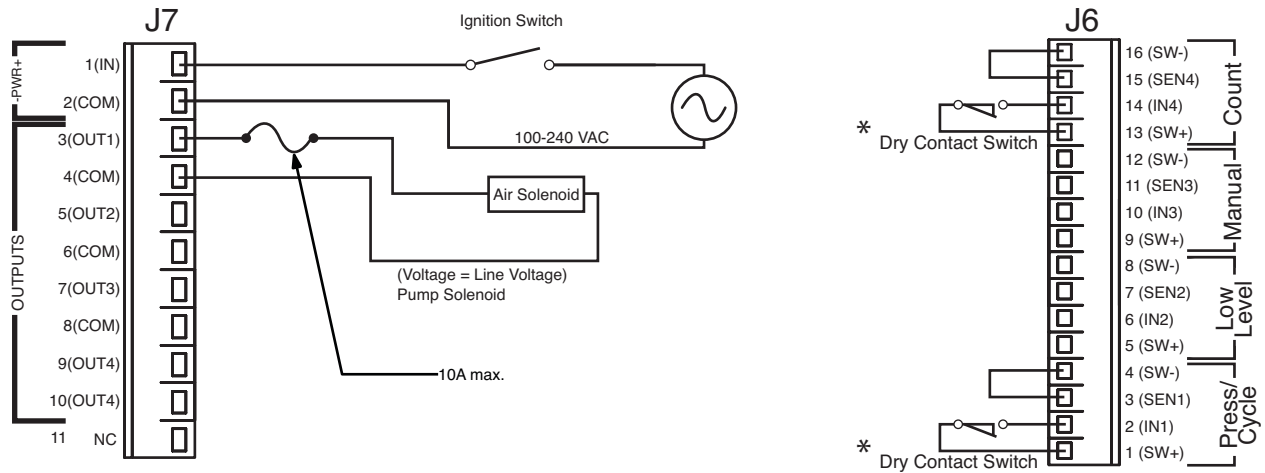 J7
-PWR+
OUTPUTS
1(IN)
2(COM)
3(OUT1)
4(COM)
5(OUT2)
6(COM)
7(OUT3)
8(COM)
9(OUT4)
10(OUT4)
11 NC
Ignition Switch
100-240 VAC
Air Solenoid
(Voltage = Line Voltage)
Pump Solenoid
10A max.
J6
16 (SW-)
15 (SEN4)
14 (IN4)
13 (SW+)
12 (SW-)
11 (SEN3)
10 (IN3)
9 (SW+)
8 (SW-)
7 (SEN2)
6 (IN2)
5 (SW+)
4 (SW-)
3 (SEN1)
2 (IN1)
1 (SW+)
Count
Manual
Low
Level
Press/
Cycle
* Dry Contact Switch
* Dry Contact Switch